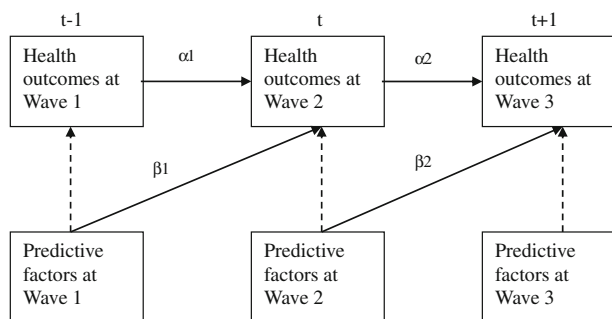 t-1
t
t+1
Health
outcomes at
Wave 1
α1
Health
outcomes at
Wave 2
α2
Health
outcomes at
Wave 3
β1
β2
Predictive
factors at
Wave 1
Predictive
factors at
Wave 2
Predictive
factors at
Wave 3